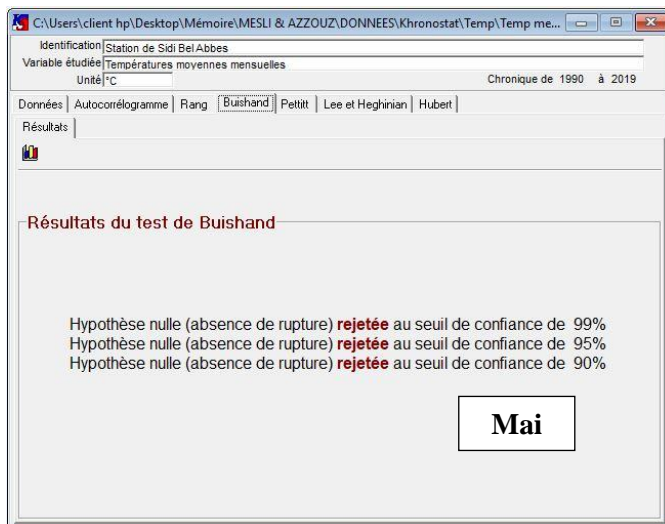 C:\Users\client hp\Desktop\Mémoire\MESLI & AZZOUZ\DONNEES\Khronostat\Temp\Temp me...
Identification Station de Sidi Bel Abbes
Variable étudiée Températures moyennes mensuelles
Unité °C Chronique de 1990 à 2019
Données Autocorrélogramme Rang Buishand Pettitt Lee et Heghinian Hubert
Résultats
Résultats du test de Buishand
Hypothèse nulle (absence de rupture) rejetée au seuil de confiance de 99%
Hypothèse nulle (absence de rupture) rejetée au seuil de confiance de 95%
Hypothèse nulle (absence de rupture) rejetée au seuil de confiance de 90%
Mai